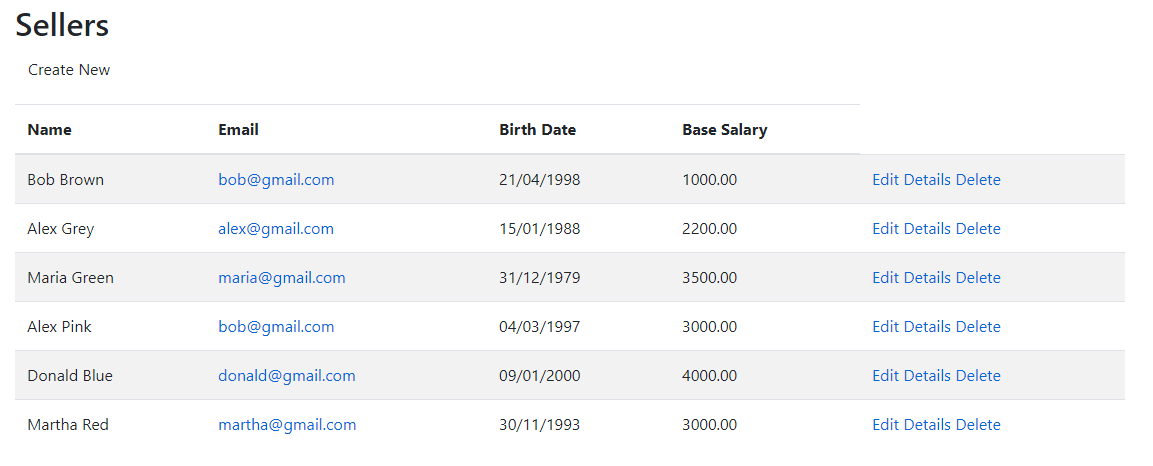 Sellers
Create New
Name Email Birth Date Base Salary
Bob Brown bob@gmail.com 21/04/1998 1000.00 Edit Details Delete
Alex Grey alex@gmail.com 15/01/1988 2200.00 Edit Details Delete
Maria Green maria@gmail.com 31/12/1979 3500.00 Edit Details Delete
Alex Pink bob@gmail.com 04/03/1997 3000.00 Edit Details Delete
Donald Blue donald@gmail.com 09/01/2000 4000.00 Edit Details Delete
Martha Red martha@gmail.com 30/11/1993 3000.00 Edit Details Delete